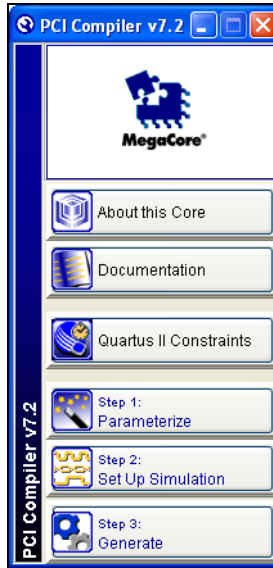 PCI Compiler v7.2
MegaCore®
About this Core
Documentation
Quartus II Constraints
Step 1:
Parameterize
Step 2:
Set Up Simulation
Step 3:
Generate
PCI Compiler v7.2